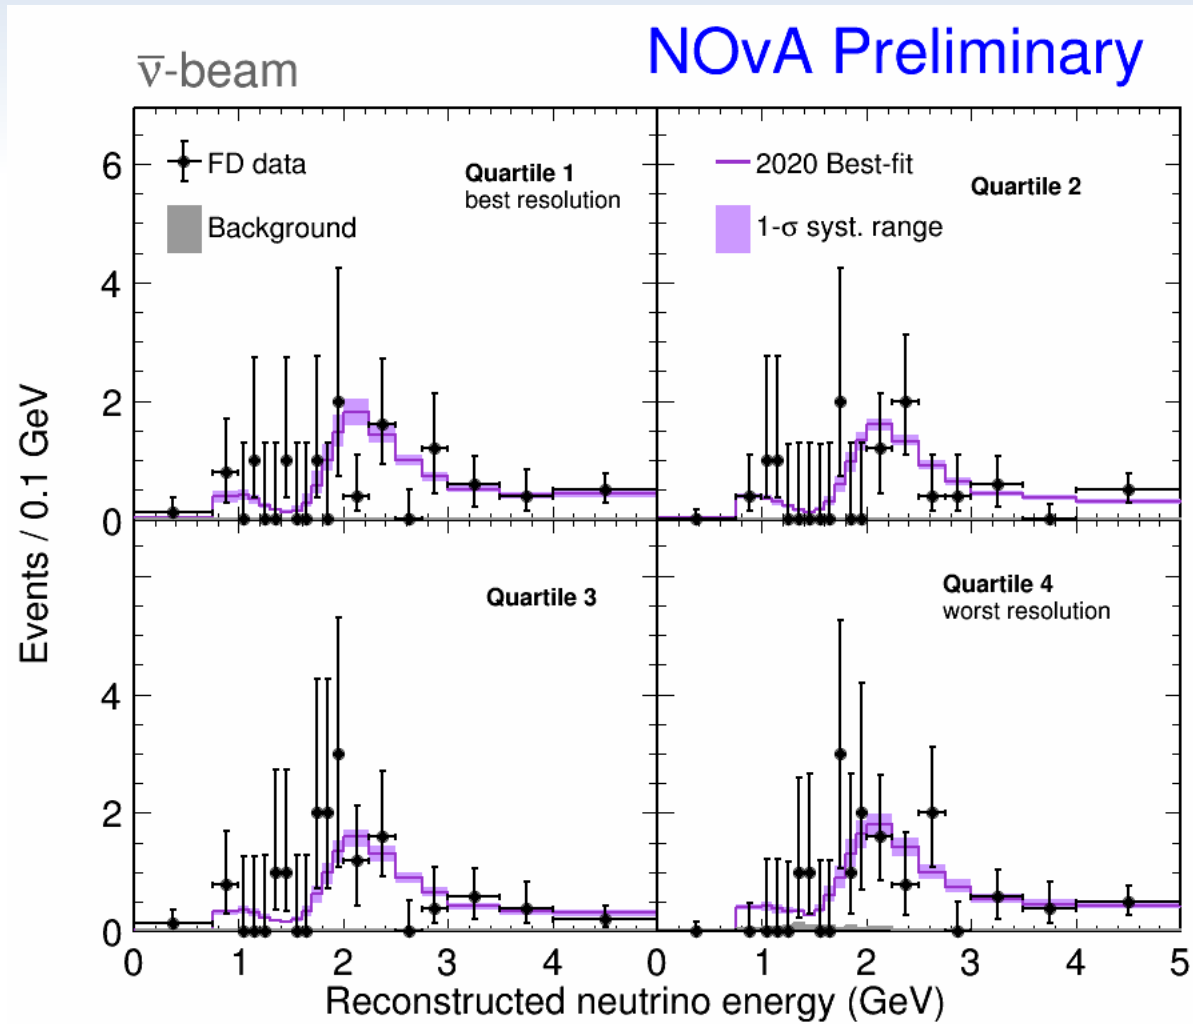 ν̅-beam
NOvA Preliminary
FD data
Background
Quartile 1
best resolution
2020 Best-fit
1-σ syst. range
Quartile 2
6
4
2
0
Events / 0.1 GeV
Quartile 3
Quartile 4
worst resolution
4
2
0
0 1 2 3 4 0 1 2 3 4 5
Reconstructed neutrino energy (GeV)